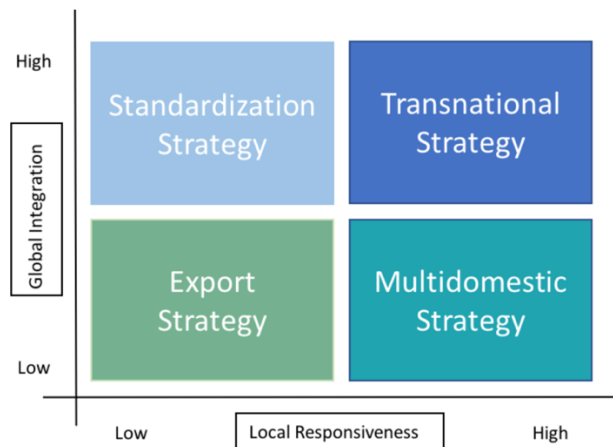 High
Standardization
Strategy
Transnational
Strategy
Global Integration
Export
Strategy
Multidomestic
Strategy
Low
Low
Local Responsiveness
High